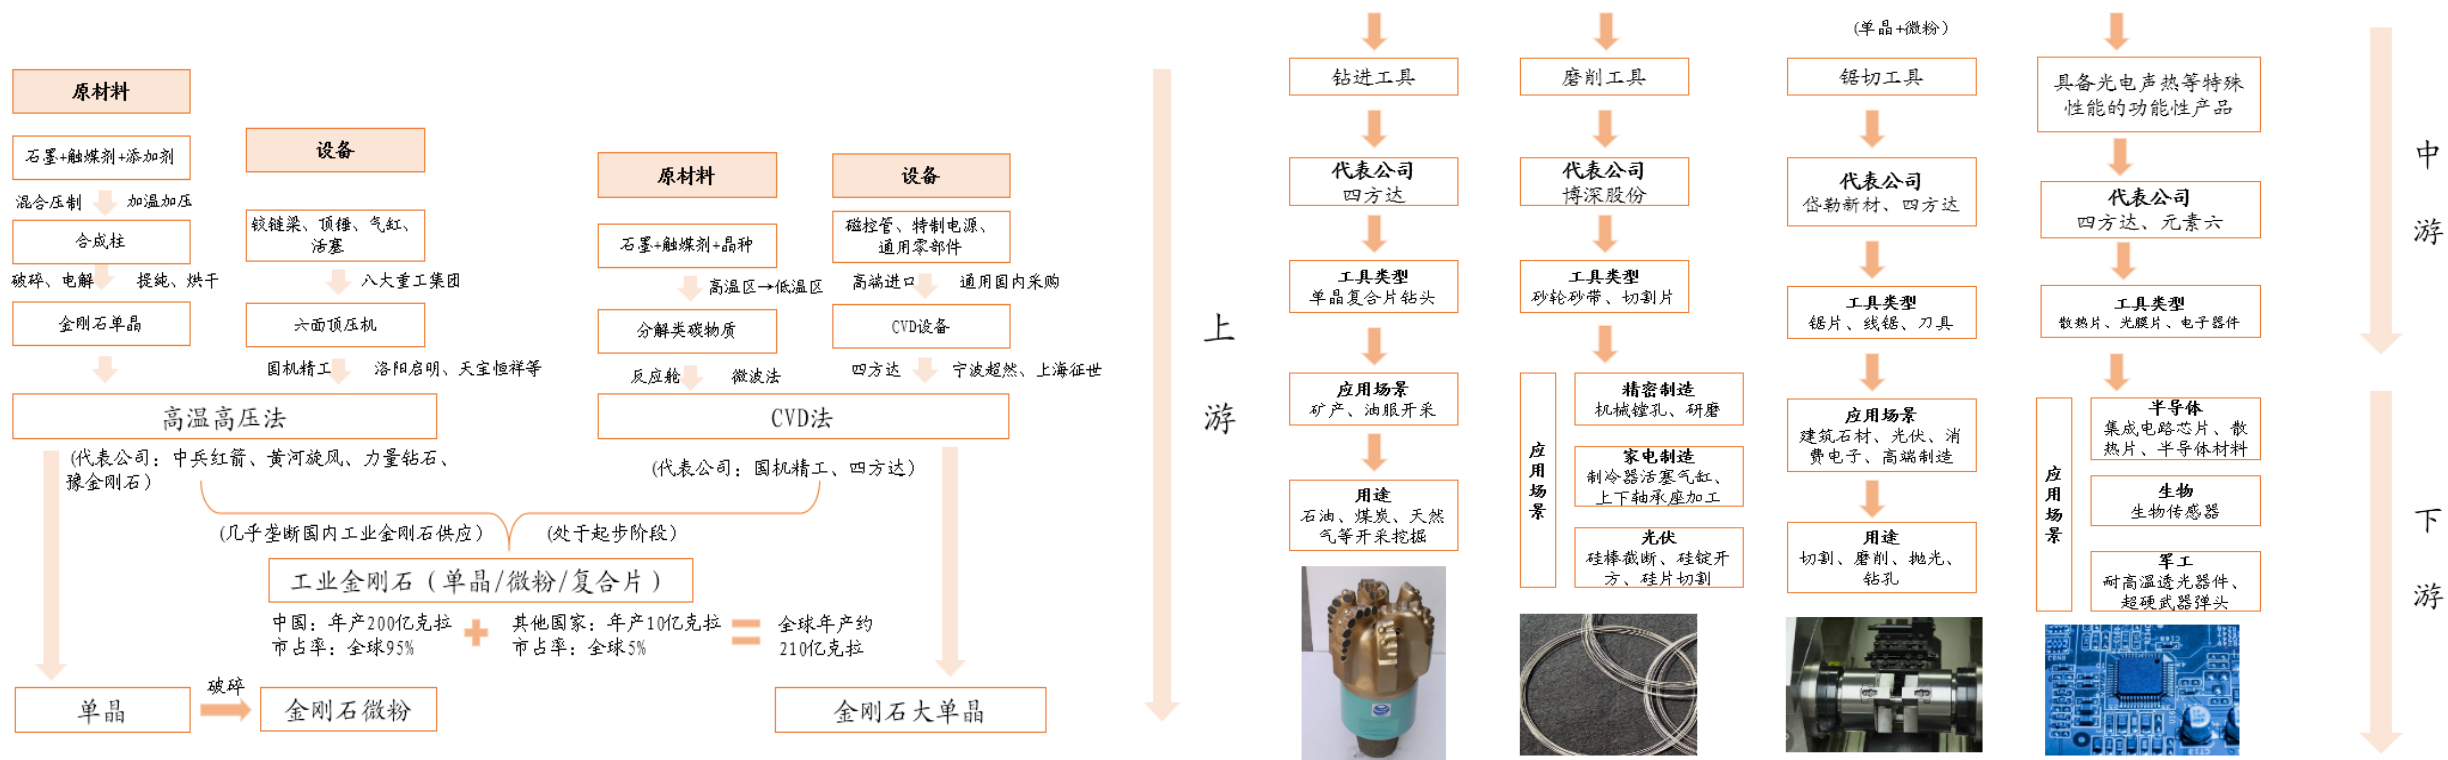 原材料
石墨+触媒剂+添加剂
混合压制
加温加压
合成柱
破碎、电解
提纯、烘干
金刚石单晶
设备
铰链梁、顶锤、气缸、
活塞
八大重工集团
六面顶压机
国机精工
洛阳启明、天宝恒祥等
高温高压法
(代表公司：中兵红箭、黄河旋风、力量钻石、
豫金刚石)
原材料
石墨+触媒剂+晶种
高温区→低温区
分解类碳物质
反应舱
微波法
设备
磁控管、特制电源、
通用零部件
高端进口
通用国内采购
CVD设备
四方达
宁波超然、上海征世
CVD法
(代表公司：国机精工、四方达)
(几乎垄断国内工业金刚石供应)
(处于起步阶段)
工业金刚石（单晶/微粉/复合片）
中国：年产200亿克拉
市占率：全球95%
其他国家：年产10亿克拉
市占率：全球5%
全球年产约
210亿克拉
单晶
破碎
金刚石微粉
金刚石大单晶
上
游
钻进工具
代表公司
四方达
工具类型
单晶复合片钻头
应用场景
矿产、油服开采
用途
石油、煤炭、天然
气等开采挖掘
磨削工具
代表公司
博深股份
工具类型
砂轮砂带、切割片
应用场景
精密制造
机械镗孔、研磨
家电制造
制冷器活塞气缸、
上下轴承座加工
光伏
硅棒截断、硅锭开
方、硅片切割
(单晶+微粉)
锯切工具
代表公司
岱勒新材、四方达
工具类型
锯片、线锯、刀具
应用场景
建筑石材、光伏、消
费电子、高端制造
用途
切割、磨削、抛光、
钻孔
具备光电声热等特殊
性能的功能性产品
代表公司
四方达、元素六
工具类型
散热片、光膜片、电子器件
应用场景
半导体
集成电路芯片、散
热片、半导体材料
生物
生物传感器
军工
耐高温透光器件、
超硬武器弹头
中
游
下
游